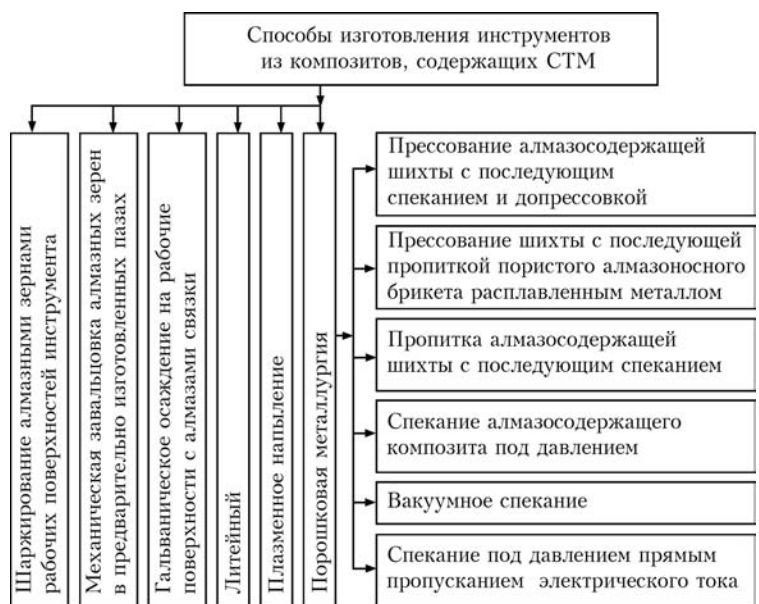 Способы изготовления инструментов
из композитов, содержащих СТМ
Шаржирование алмазными зернами
рабочих поверхностей инструмента
Механическая завальцовка алмазных зерен
в предварительно изготовленных пазах
Гальваническое осаждение на рабочие
поверхности с алмазами связки
Литейный
Плазменное напыление
Порошковая металлургия
Прессование алмазосодержащей
шихты с последующим
спеканием и допрессовкой
Прессование шихты с последующей
пропиткой пористого алмазоносного
брикета расплавленным металлом
Пропитка алмазосодержащей
шихты с последующим спеканием
Спекание алмазосодержащего
композита под давлением
Вакуумное спекание
Спекание под давлением прямым
пропусканием электрического тока